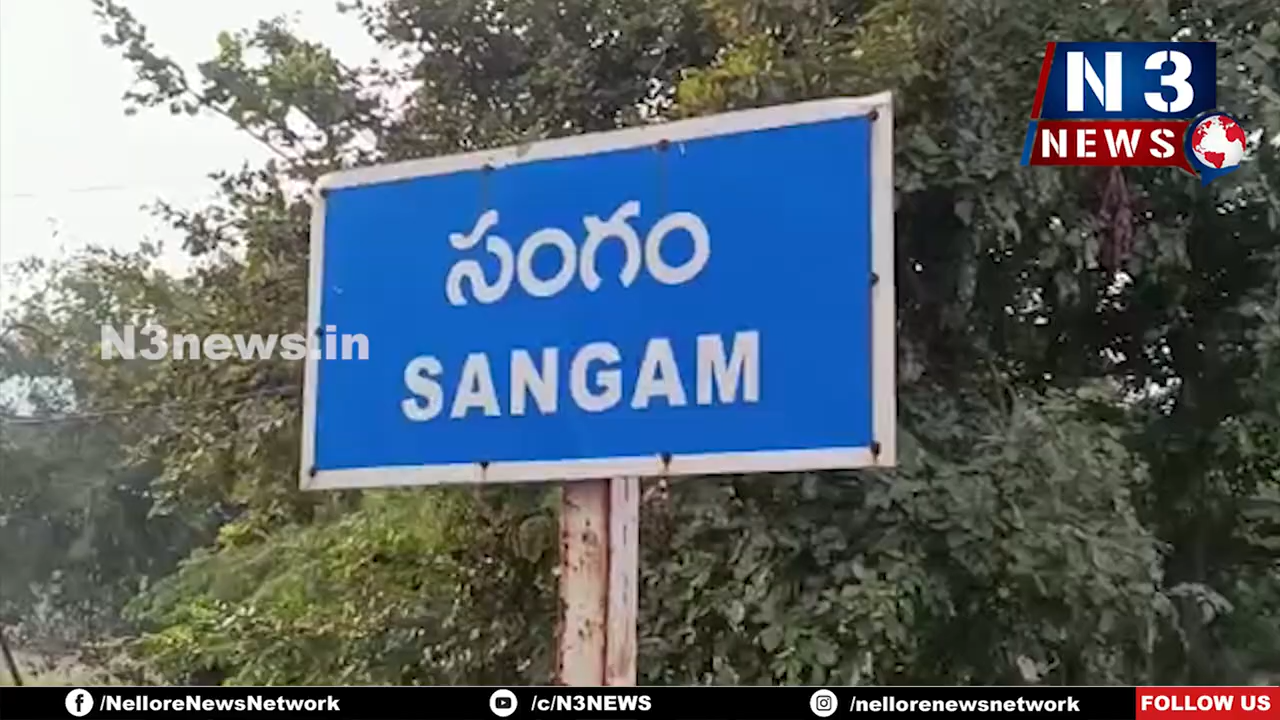 N3
NEWS
సంగం
N3news.in
SANGAM
/NelloreNewsNetwork
/c/N3NEWS
/nellorenewsnetwork
FOLLOW US